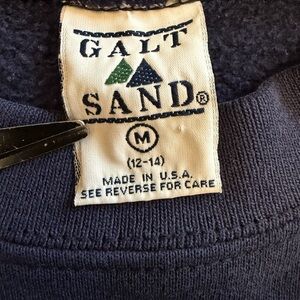 GALT
SAND®
M
(12-14)
MADE IN U.S.A.
SEE REVERSE FOR CARE